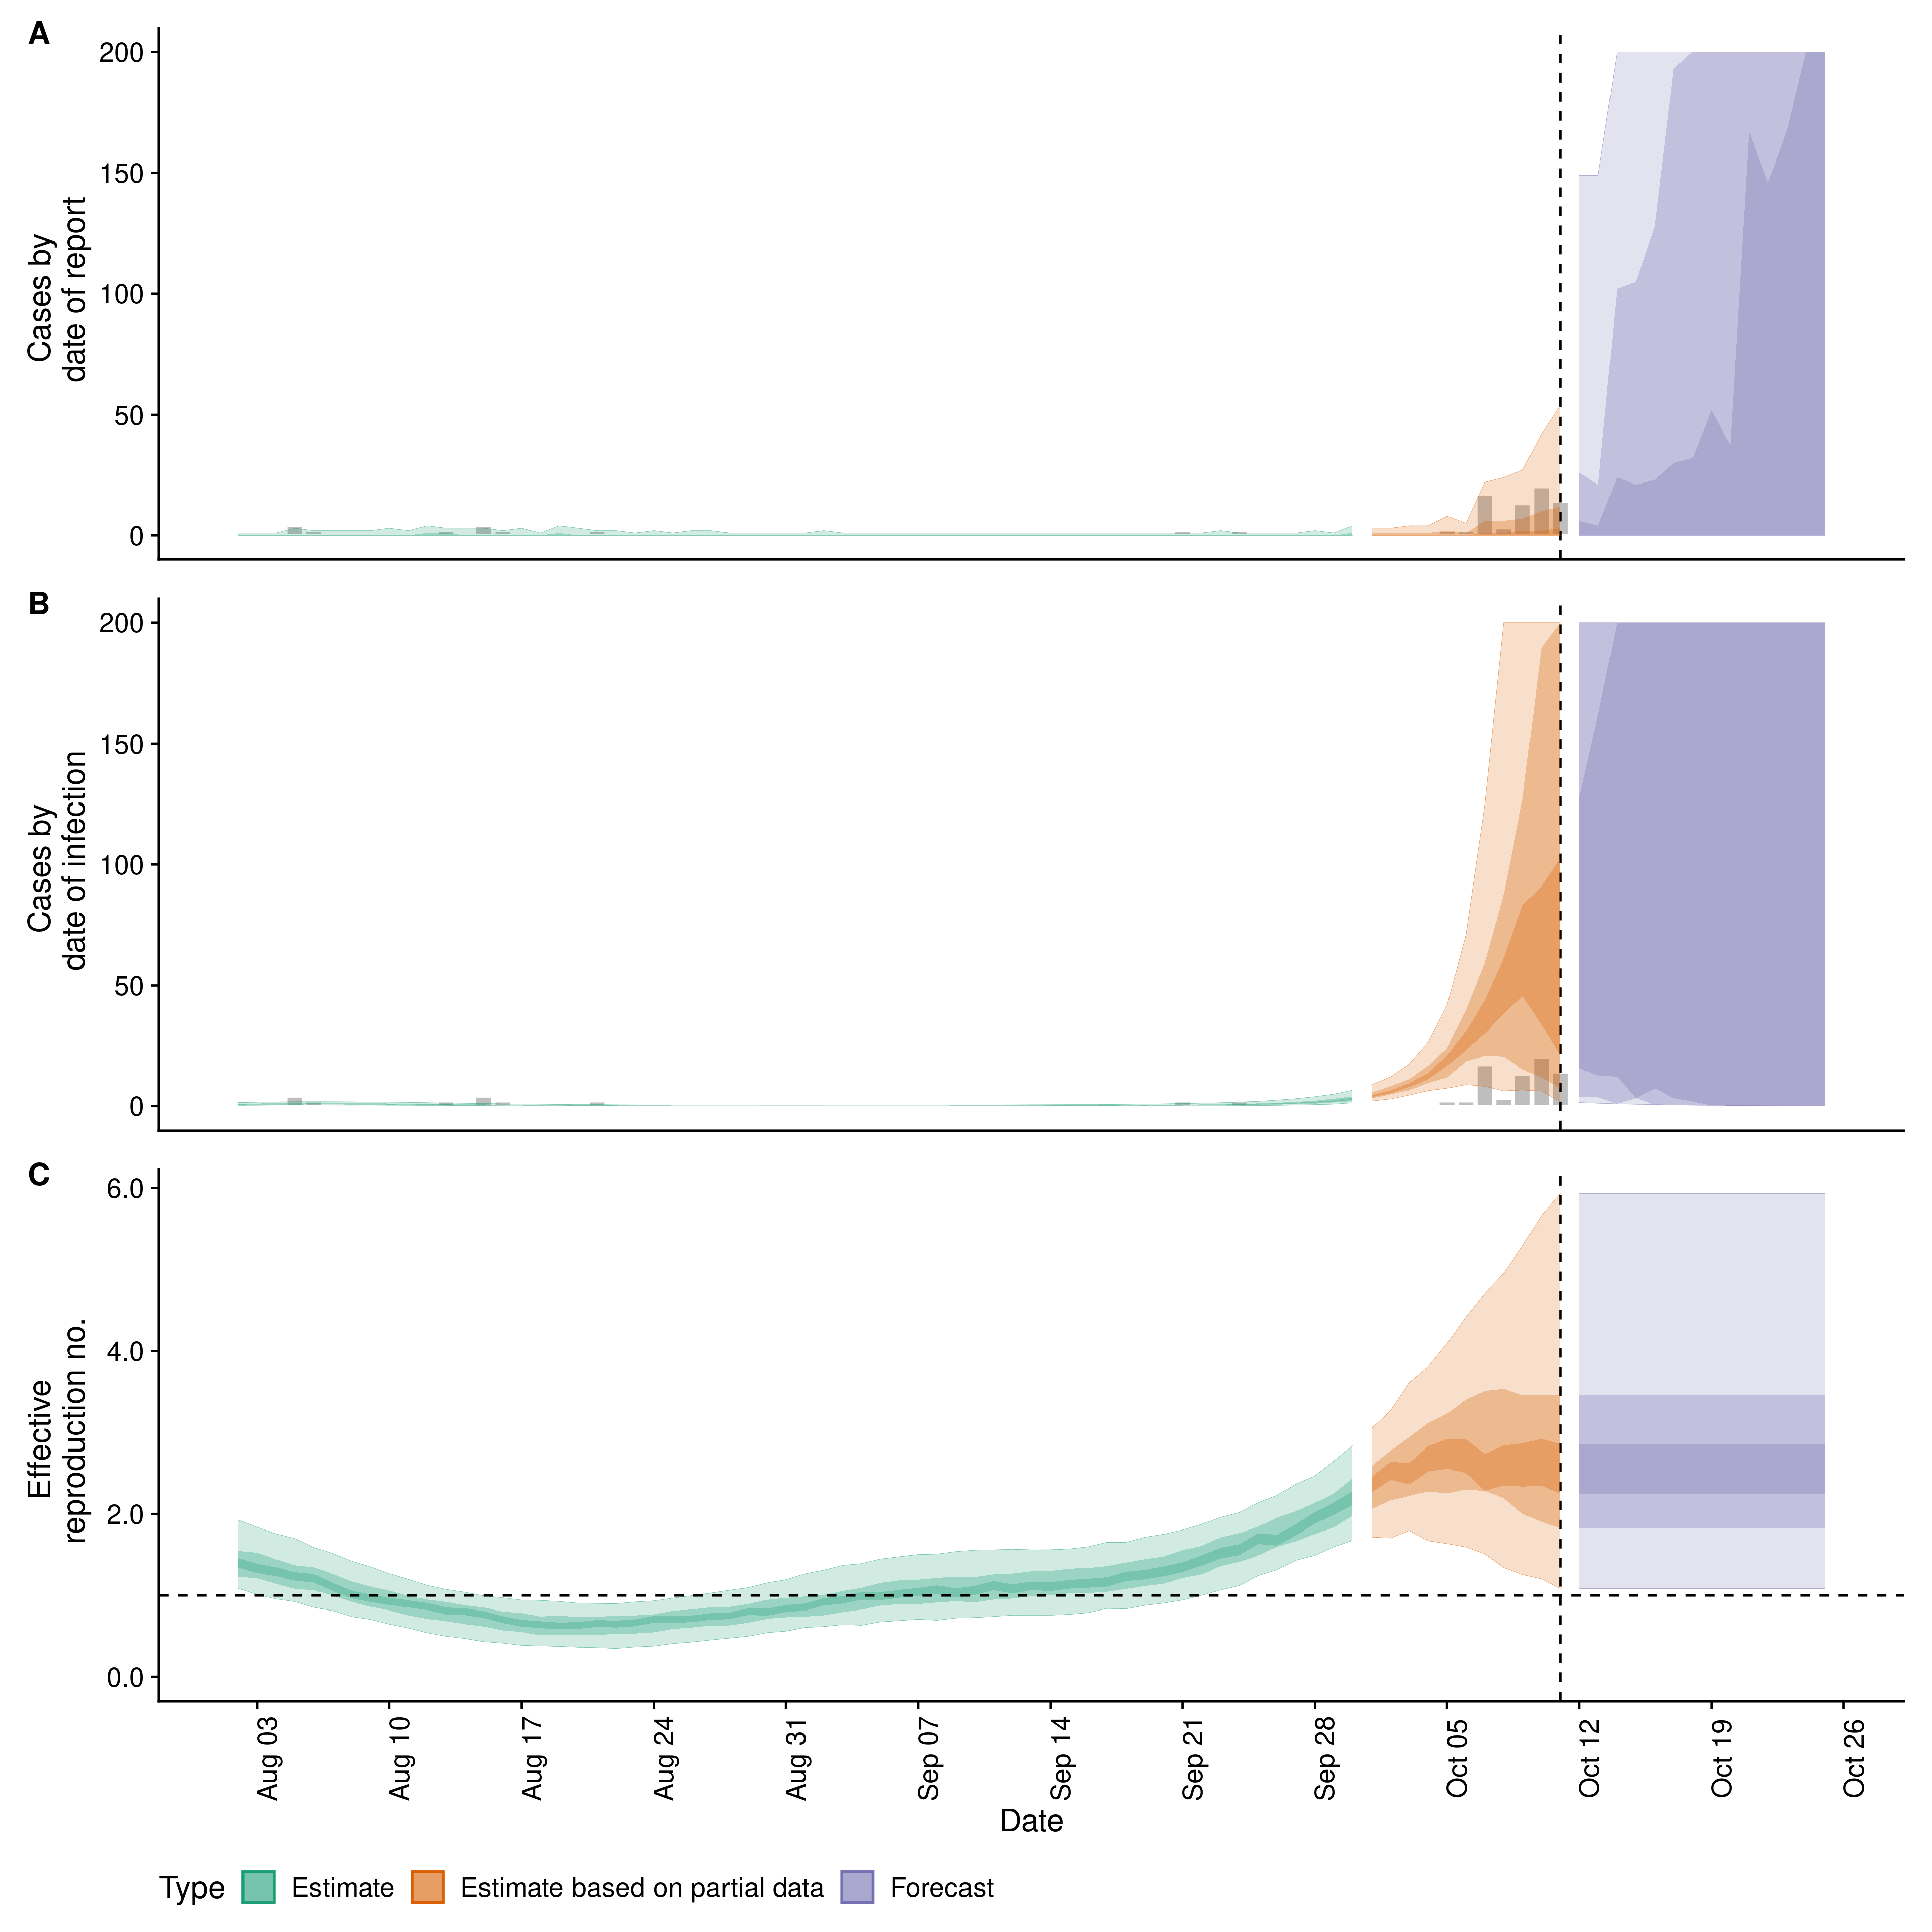 A
200
150
100
50
0
Cases by
date of report
B
200
150
100
50
0
Cases by
date of infection
C
6.0
4.0
2.0
0.0
Effective
reproduction no.
Aug 03
Aug 10
Aug 17
Aug 24
Aug 31
Sep 07
Sep 14
Sep 21
Sep 28
Oct 05
Oct 12
Oct 19
Oct 26
Date
Type Estimate Estimate based on partial data Forecast